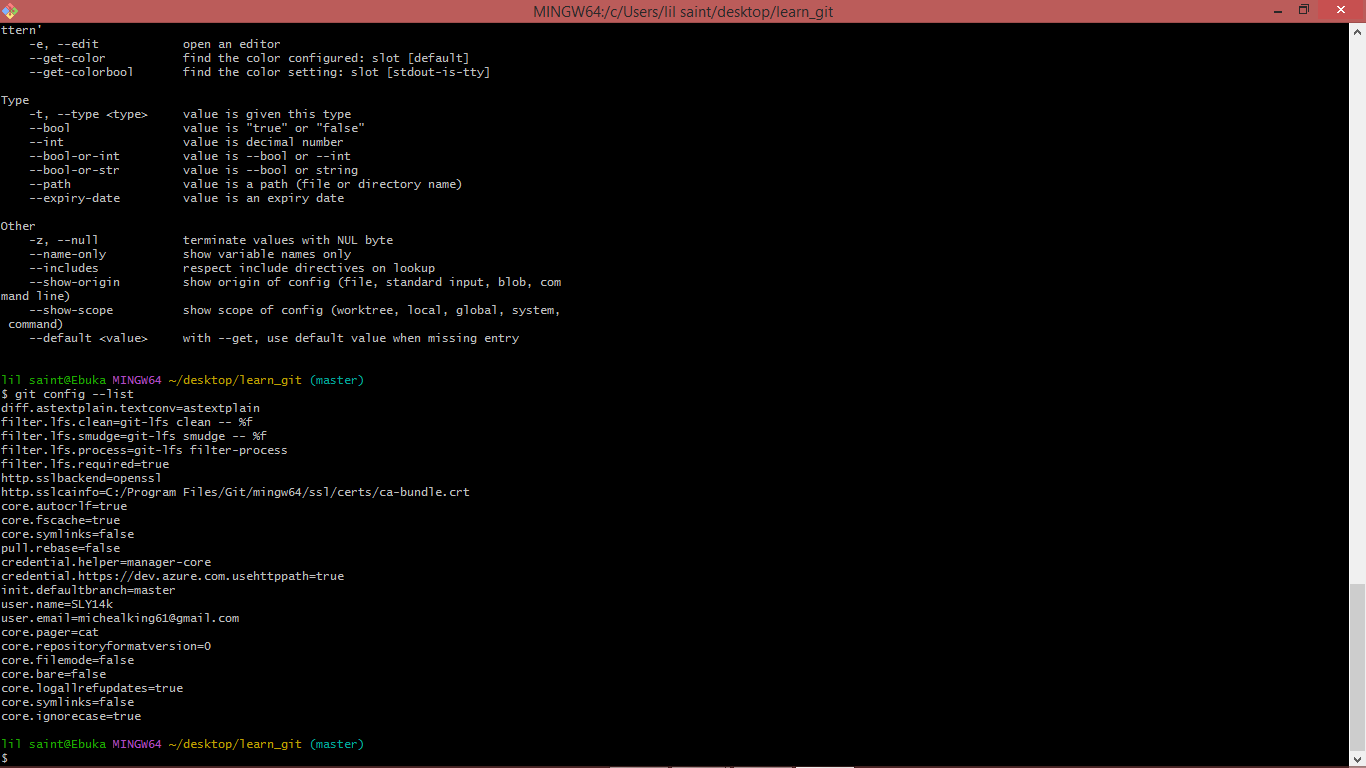 MINGW64:/c/Users/lil saint/desktop/learn_git
ttern'
    -e, --edit            open an editor
    --get-color           find the color configured: slot [default]
    --get-colorbool       find the color setting: slot [stdout-is-tty]
Type
    -t, --type <type>     value is given this type
    --bool                value is "true" or "false"
    --int                 value is decimal number
    --bool-or-int         value is --bool or --int
    --bool-or-str         value is --bool or string
    --path                value is a path (file or directory name)
    --expiry-date         value is an expiry date
Other
    -z, --null            terminate values with NUL byte
    --name-only           show variable names only
    --includes            respect include directives on lookup
    --show-origin         show origin of config (file, standard input, blob, com
mand line)
    --show-scope          show scope of config (worktree, local, global, system,
 command)
    --default <value>     with --get, use default value when missing entry
lil saint@Ebuka MINGW64 ~/desktop/learn_git (master)
$ git config --list
diff.astextplain.textconv=astextplain
filter.lfs.clean=git-lfs clean -- %f
filter.lfs.smudge=git-lfs smudge -- %f
filter.lfs.process=git-lfs filter-process
filter.lfs.required=true
http.sslbackend=openssl
http.sslcainfo=C:/Program Files/Git/mingw64/ssl/certs/ca-bundle.crt
core.autocrlf=true
core.fscache=true
core.symlinks=false
pull.rebase=false
credential.helper=manager-core
credential.https://dev.azure.com.usehttppath=true
init.defaultbranch=master
user.name=SLY14k
user.email=michealking61@gmail.com
core.pager=cat
core.repositoryformatversion=0
core.filemode=false
core.bare=false
core.logallrefupdates=true
core.symlinks=false
core.ignorecase=true
lil saint@Ebuka MINGW64 ~/desktop/learn_git (master)
$